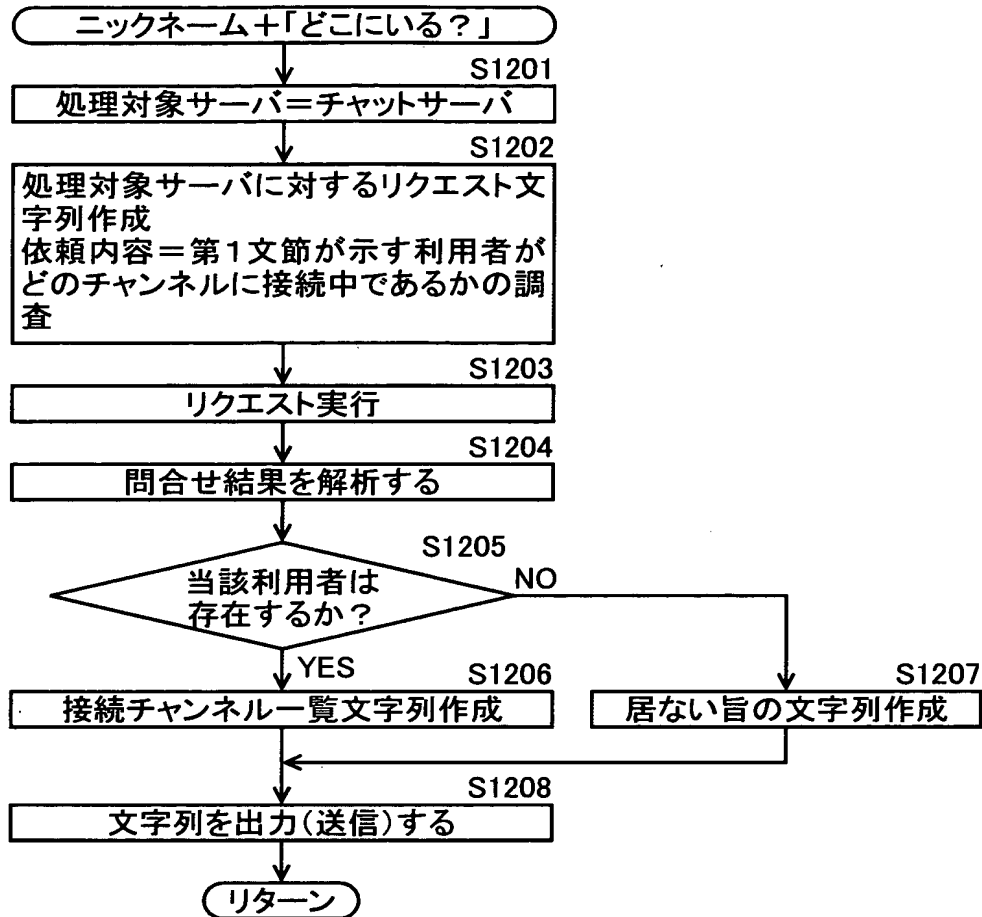 ニックネーム＋「どこにいる？」
S1201
処理対象サーバ＝チャットサーバ
S1202
処理対象サーバに対するリクエスト文
字列作成
依頼内容＝第1文節が示す利用者が
どのチャンネルに接続中であるかの調
査
S1203
リクエスト実行
S1204
問合せ結果を解析する
S1205
当該利用者は
存在するか？
NO
YES
S1206
接続チャンネル一覧文字列作成
S1207
居ない旨の文字列作成
S1208
文字列を出力（送信）する
リターン